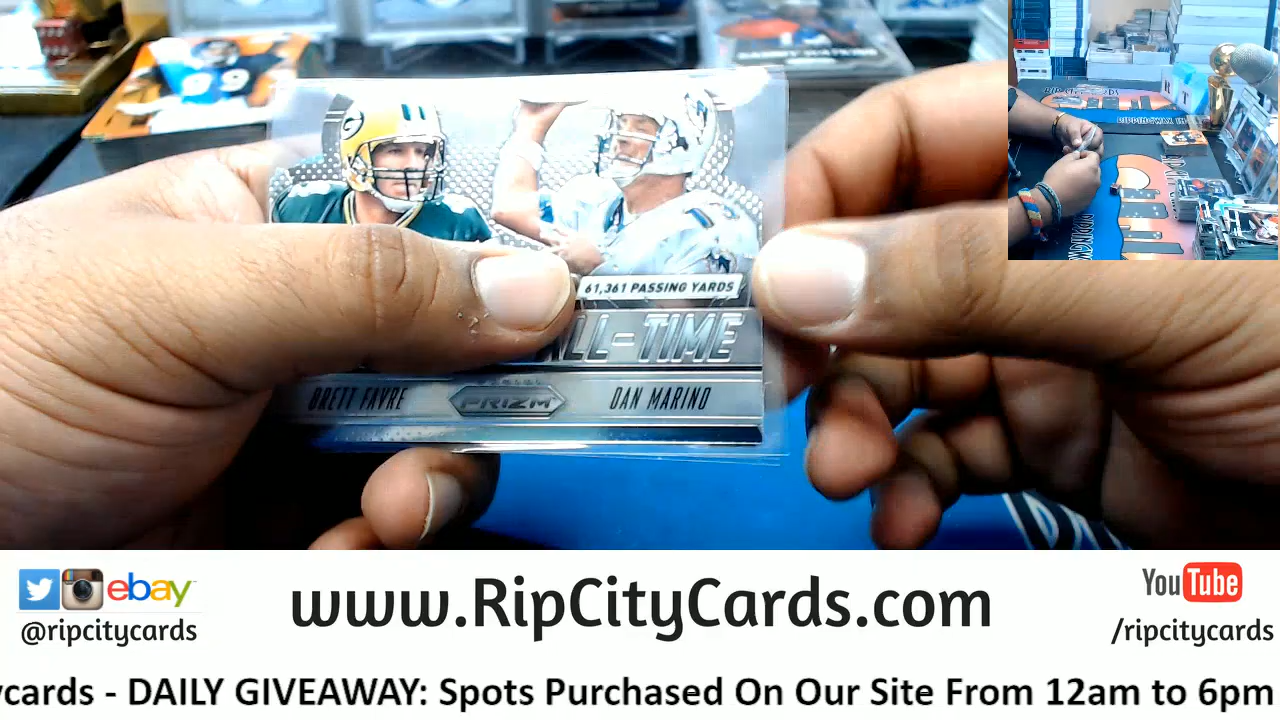 61,361 PASSING YARDS
ALL-TIME
BRETT FAVRE
PRIZM
DAN MARINO
ebay
@ripcitycards
www.RipCityCards.com
YouTube
/ripcitycards
ycards - DAILY GIVEAWAY: Spots Purchased On Our Site From 12am to 6pm